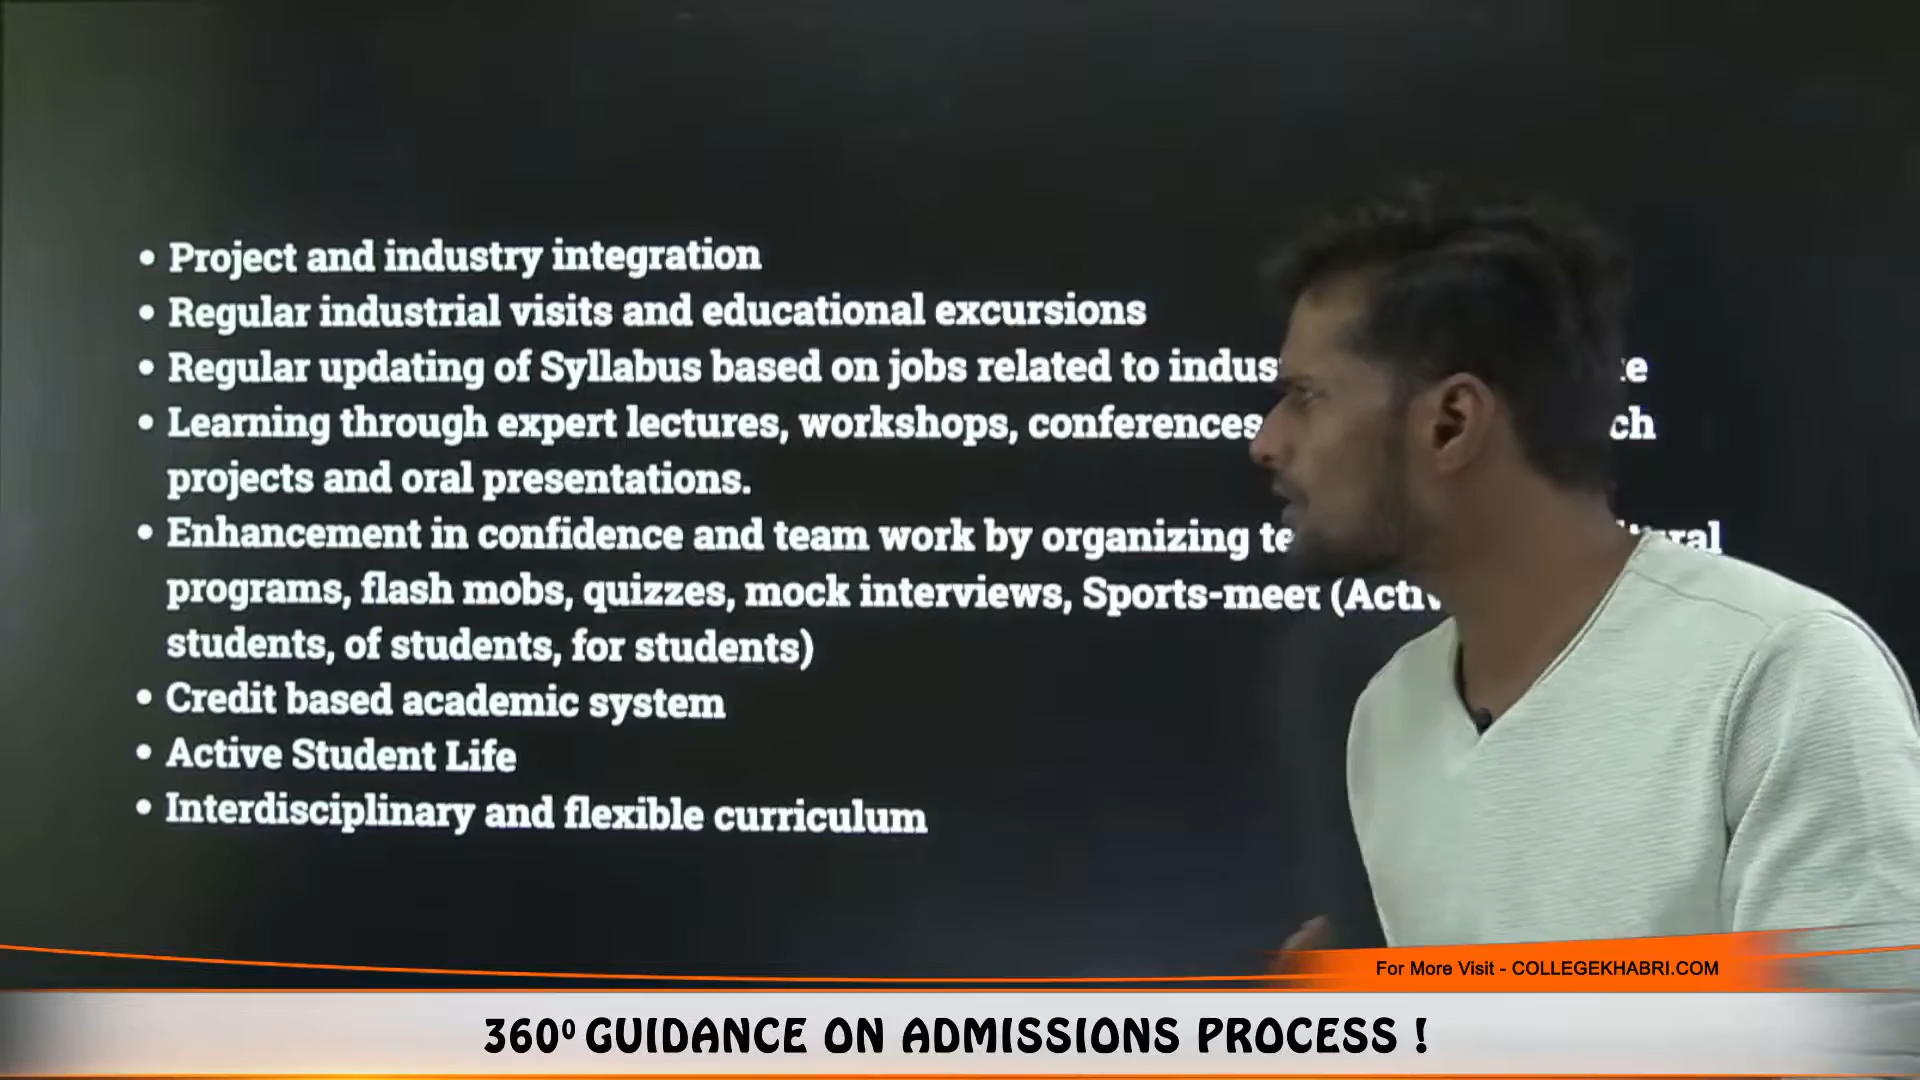 • Project and industry integration
• Regular industrial visits and educational excursions
• Regular updating of Syllabus based on jobs related to
• Learning through expert lectures, workshops, conferences
projects and oral presentations.
• Enhancement in confidence and team work by organizing
programs, flash mobs, quizzes, mock interviews, Sports-meet
students, of students, for students)
• Credit based academic system
• Active Student Life
• Interdisciplinary and flexible curriculum
For More Visit - COLLEGEKHABRI.COM
360⁰ GUIDANCE ON ADMISSIONS PROCESS !